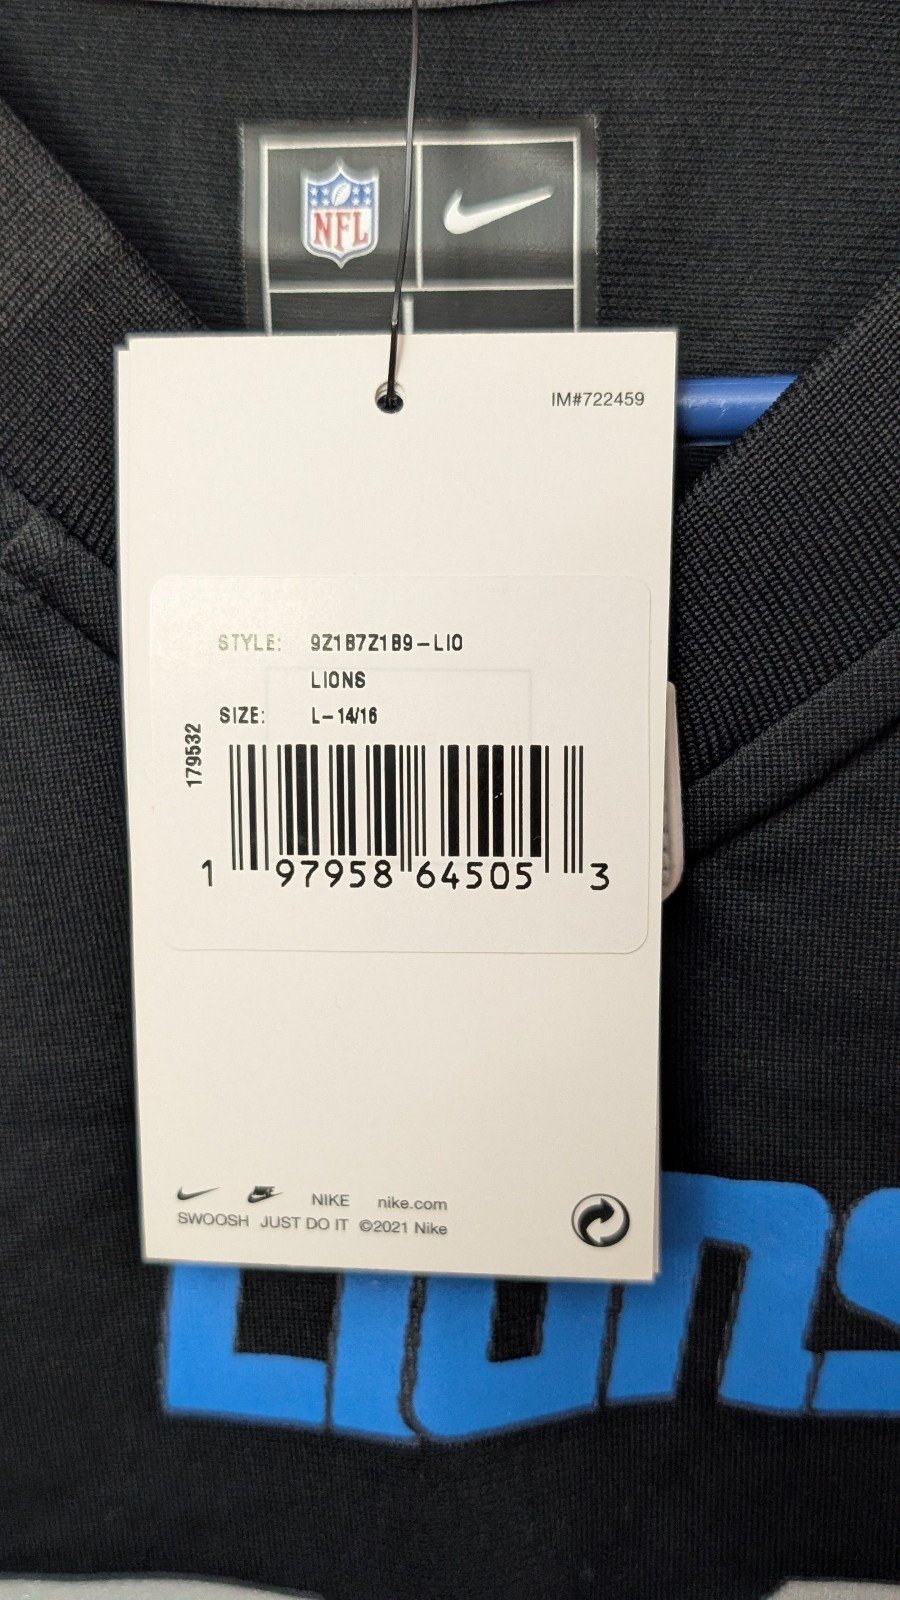 NFL
IM#722459
STYLE: 9Z1B7Z1B9-LIO
LIONS
SIZE: L-14/16
179532
1 97958 64505 3
NIKE nike.com
SWOOSH JUST DO IT ©2021 Nike
LIONS